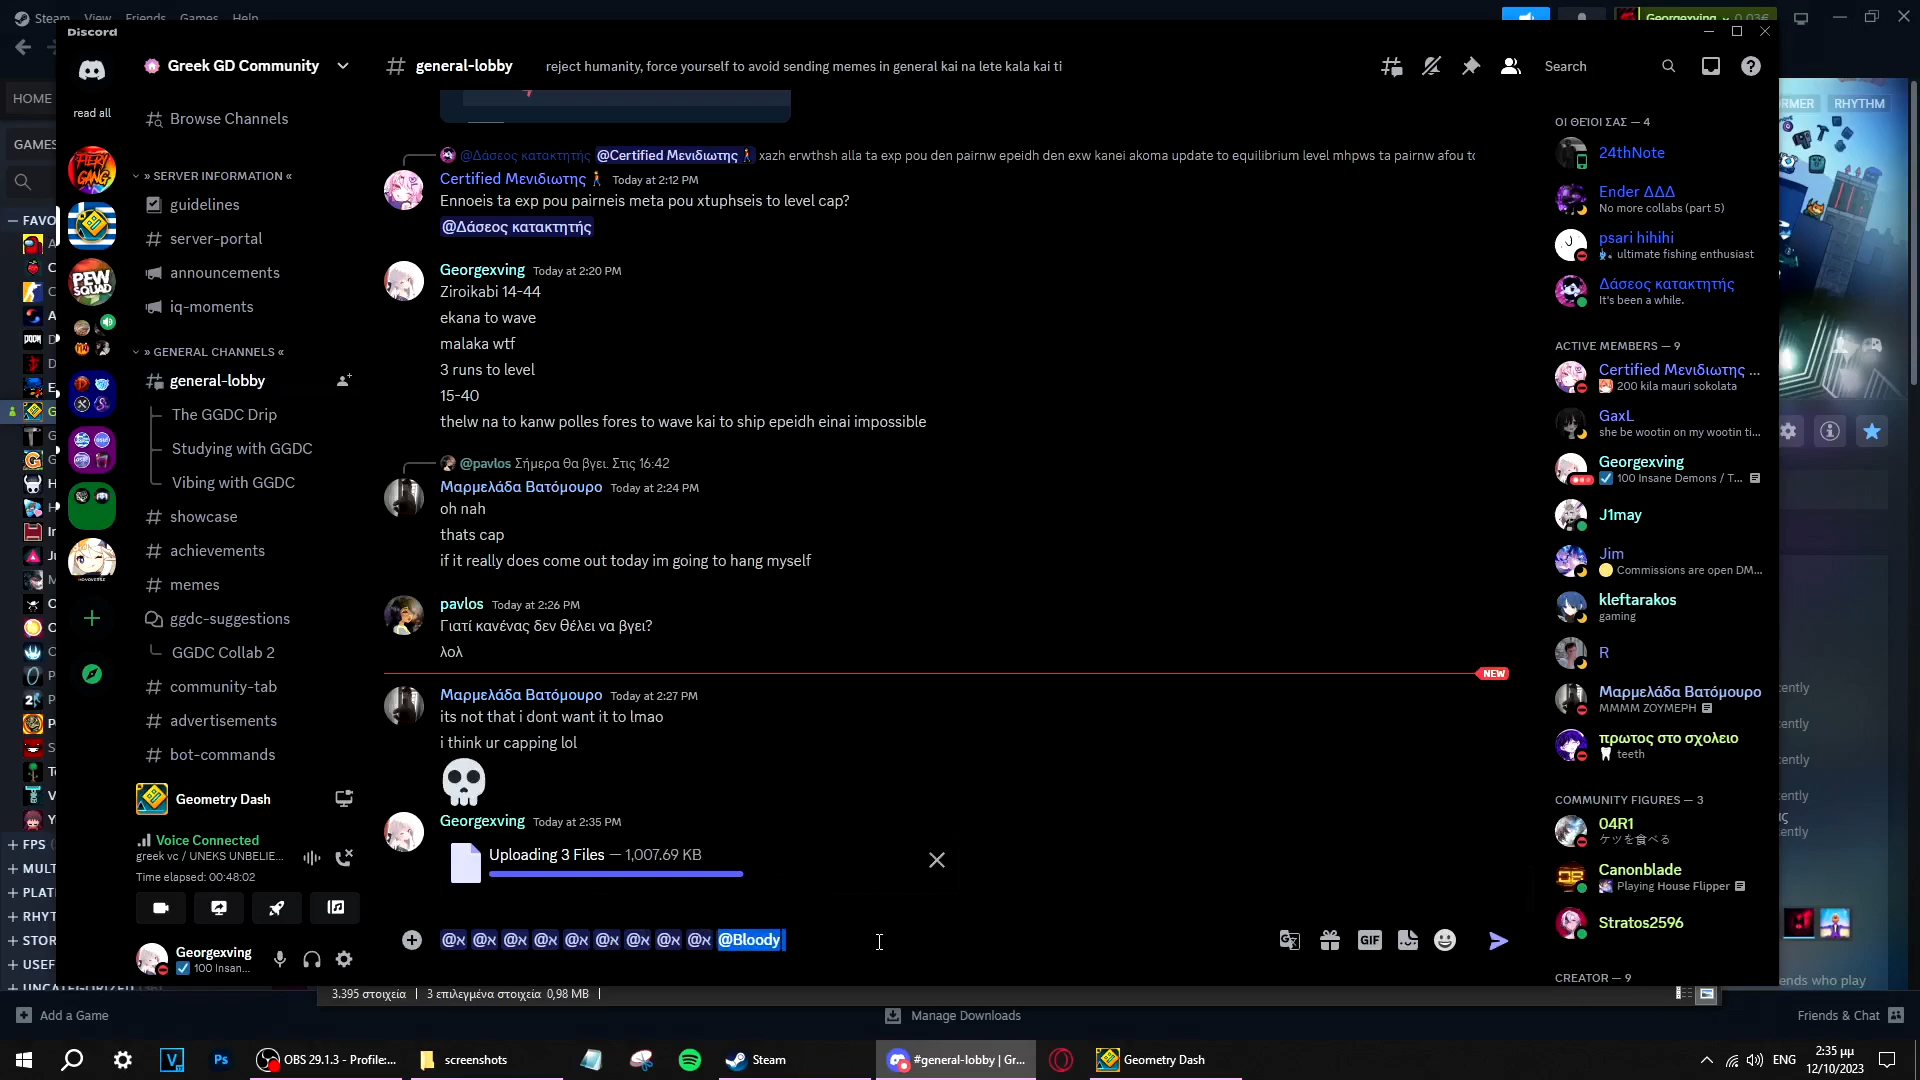 Steam View Friends Games Help
Georgexving 0,03€
Discord
read all
Greek GD Community
Browse Channels
» SERVER INFORMATION «
guidelines
server-portal
announcements
iq-moments
» GENERAL CHANNELS «
general-lobby
The GGDC Drip
Studying with GGDC
Vibing with GGDC
showcase
achievements
memes
ggdc-suggestions
GGDC Collab 2
community-tab
advertisements
bot-commands
Geometry Dash
Voice Connected
greek vc / UNEKS UNBELIE...
Time elapsed: 00:48:02
Georgexving
100 Insan...
HOME
GAMES
FAVO
FPS
MULT
PLAT
RHYT
STOR
USEF
UNCATEGORIZED
FIERY GANG
PEW SQUAD
general-lobby reject humanity, force yourself to avoid sending memes in general kai na lete kala kai ti
Search
@Δάσεος κατακτητής @Certified Μενιδιωτης xazh erwthsh alla ta exp pou den pairnw epeidh den exw kanei akoma update to equilibrium level mhpws ta pairnw afou to
Certified Μενιδιωτης Today at 2:12 PM
Ennoeis ta exp pou pairneis meta pou xtuphseis to level cap?
@Δάσεος κατακτητής
Georgexving Today at 2:20 PM
Ziroikabi 14-44
ekana to wave
malaka wtf
3 runs to level
15-40
thelw na to kanw polles fores to wave kai to ship epeidh einai impossible
@pavlos Σήμερα θα βγει. Στις 16:42
Μαρμελάδα Βατόμουρο Today at 2:24 PM
oh nah
thats cap
if it really does come out today im going to hang myself
pavlos Today at 2:26 PM
Γιατί κανένας δεν θέλει να βγει?
λολ
NEW
Μαρμελάδα Βατόμουρο Today at 2:27 PM
its not that i dont want it to lmao
i think ur capping lol
Georgexving Today at 2:35 PM
Uploading 3 Files — 1,007.69 KB
@א @א @א @א @א @א @א @א @א @Bloody
GIF
ΟΙ ΘΕΙΟΙ ΣΑΣ — 4
24thNote
Ender ΔΔΔ
No more collabs (part 5)
psari hihihi
ultimate fishing enthusiast
Δάσεος κατακτητής
It's been a while.
ACTIVE MEMBERS — 9
Certified Μενιδιωτης ...
200 kila mauri sokolata
GaxL
she be wootin on my wootin ti...
Georgexving
100 Insane Demons / T...
J1may
Jim
Commissions are open DM...
kleftarakos
gaming
R
Μαρμελάδα Βατόμουρο
MMMM ZOYMEPH
πρωτος στο σχολειο
teeth
COMMUNITY FIGURES — 3
04R1
ケツを食べる
Canonblade
Playing House Flipper
Stratos2596
CREATOR — 9
RMER RHYTHM
ently
ently
ently
ently
ently
ends who play
3.395 στοιχεία | 3 επιλεγμένα στοιχεία 0,98 MB |
Add a Game
Manage Downloads
Friends & Chat
OBS 29.1.3 - Profile:...
screenshots
Steam
#general-lobby | Gr...
Geometry Dash
ENG
2:35 μμ
12/10/2023